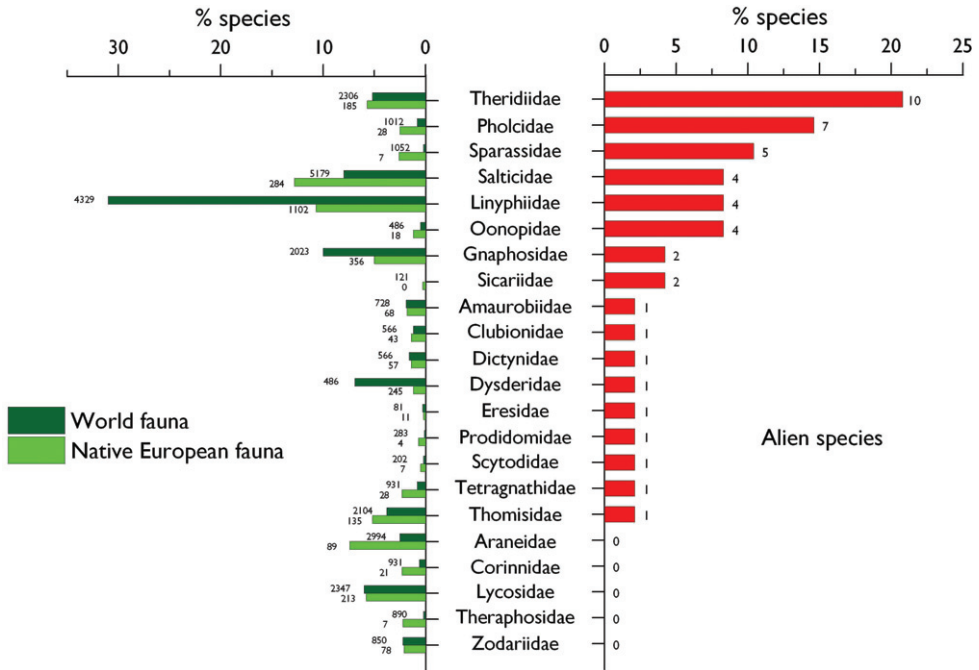 % species % species
30 10 0 0 5 10 15 20 25
2306 185 Theridiidae 10
1012 28 Pholcidae 7
1052 7 Sparassidae 5
5179 284 Salticidae 4
4329 1102 Linyphiidae 4
486 18 Oonopidae 4
2023 356 Gnaphosidae 2
121 0 Sicariidae 2
728 68 Amaurobiidae 1
566 43 Clubionidae 1
566 57 Dictynidae 1
486 245 Dysderidae 1
81 11 Eresidae 1
World fauna
283 4 Prodidomidae 1 Alien species
Native European fauna
202 7 Scytodidae 1
931 28 Tetragnathidae 1
2104 135 Thomisidae 1
2994 89 Araneidae 0
931 21 Corinnidae 0
2347 213 Lycosidae 0
890 7 Theraphosidae 0
850 78 Zodariidae 0